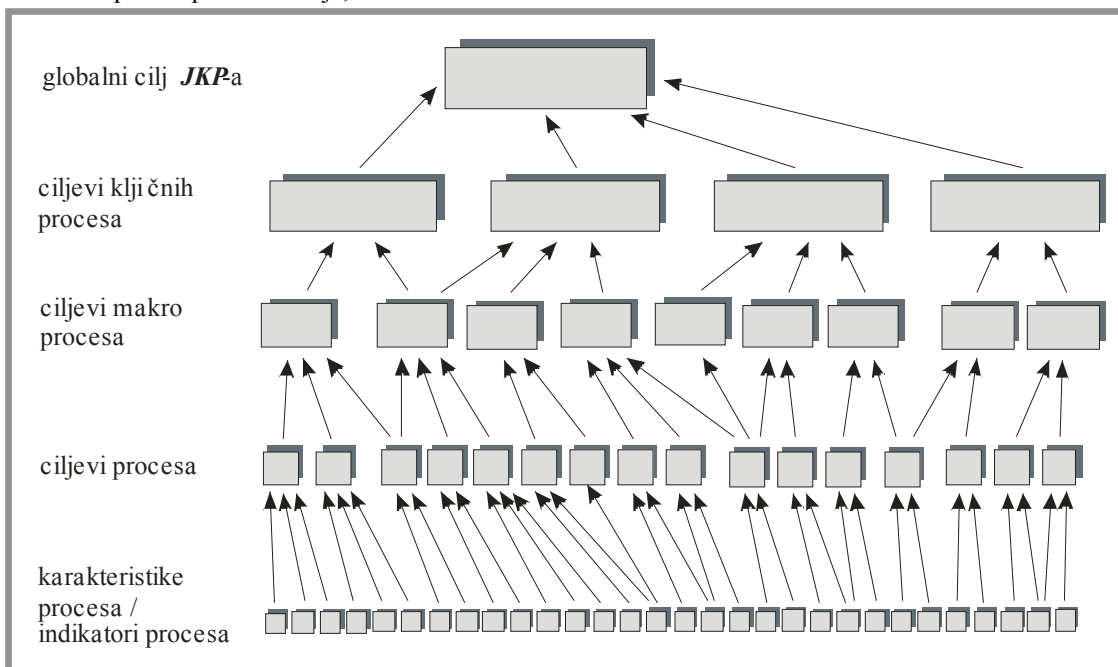 globalni cilj JKP-a
ciljevi klji čnih
procesa
ciljevi makro
procesa
ciljevi procesa
karakteristike
procesa /
indikatori procesa